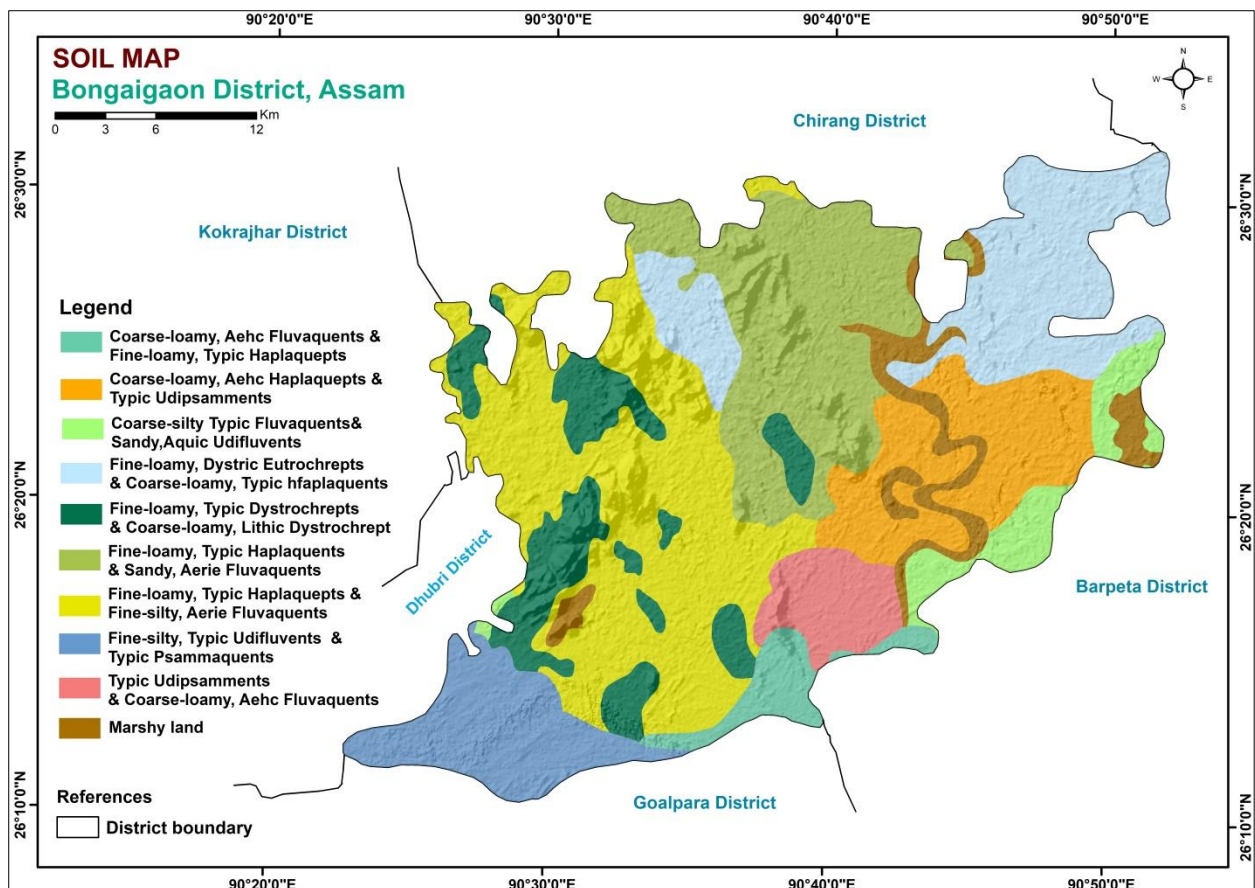 90°20'0"E 90°30'0"E 90°40'0"E 90°50'0"E
SOIL MAP
Bongaigaon District, Assam
Km
0 3 6 12
N
W E
S
Chirang District
26°30'0"N
26°30'0"N
Kokrajhar District
Legend
Coarse-loamy, Aehc Fluvaquents &
Fine-loamy, Typic Haplaquepts
Coarse-loamy, Aehc Haplaquepts &
Typic Udipsamments
Coarse-silty Typic Fluvaquents&
Sandy,Aquic Udifluvents
Fine-loamy, Dystric Eutrochrepts
& Coarse-loamy, Typic hfaplaquents
Fine-loamy, Typic Dystrochrepts
& Coarse-loamy, Lithic Dystrochrept
Fine-loamy, Typic Haplaquents
& Sandy, Aerie Fluvaquents
Fine-loamy, Typic Haplaquepts &
Fine-silty, Aerie Fluvaquents
Fine-silty, Typic Udifluvents &
Typic Psammaquents
Typic Udipsamments
& Coarse-loamy, Aehc Fluvaquents
Marshy land
26°20'0"N
26°20'0"N
Dhubri District
Barpeta District
References
District boundary
Goalpara District
26°10'0"N
26°10'0"N
90°20'0"E 90°30'0"E 90°40'0"E 90°50'0"E